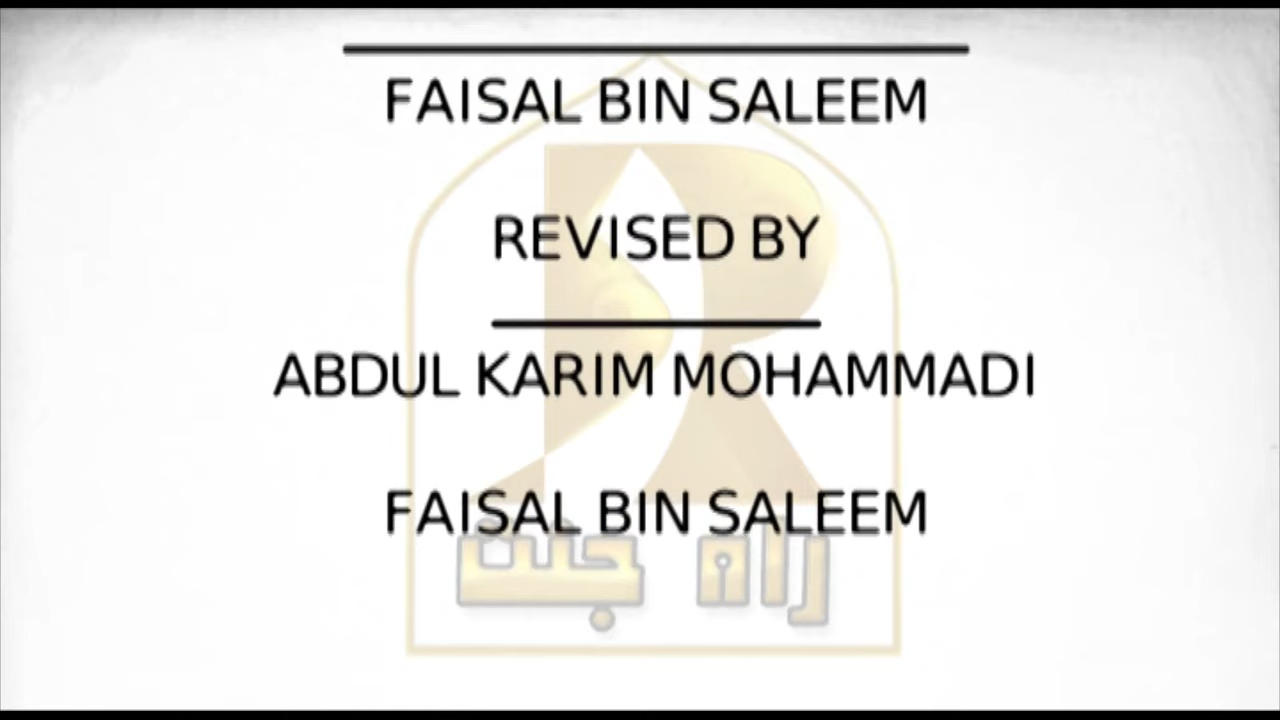 FAISAL BIN SALEEM
REVISED BY
ABDUL KARIM MOHAMMADI
FAISAL BIN SALEEM
راه جنت